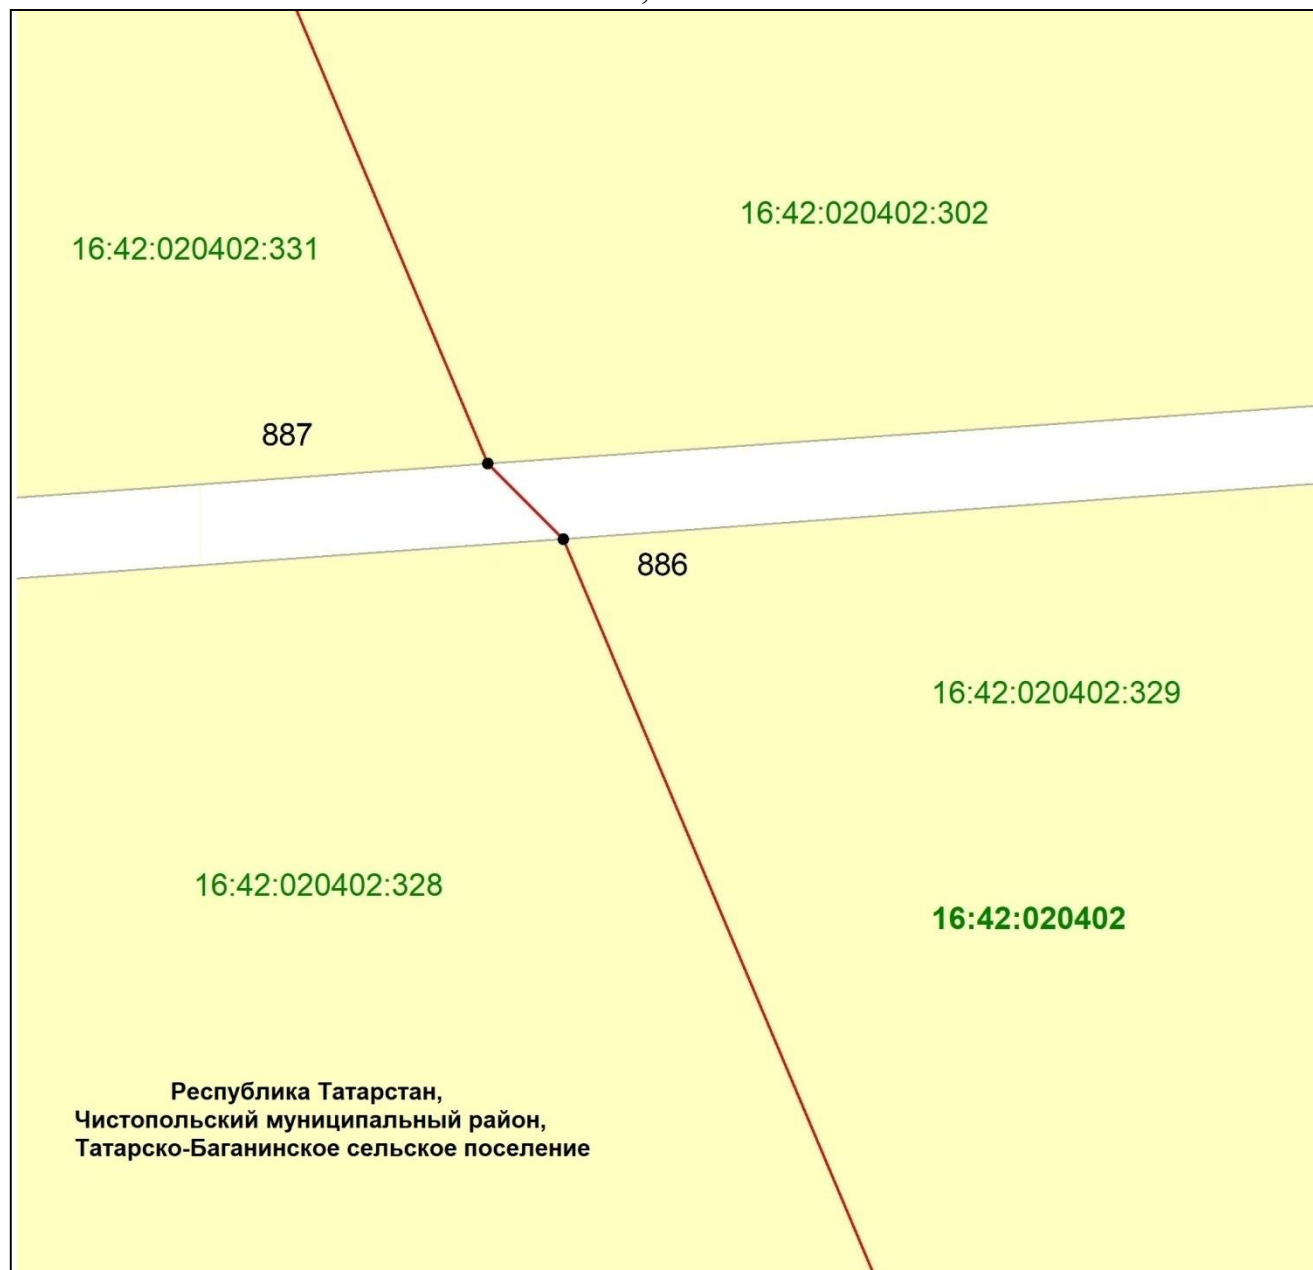 16:42:020402:302
16:42:020402:331
887
886
16:42:020402:329
16:42:020402:328
16:42:020402
Республика Татарстан,
Чистопольский муниципальный район,
Татарско-Баганинское сельское поселение